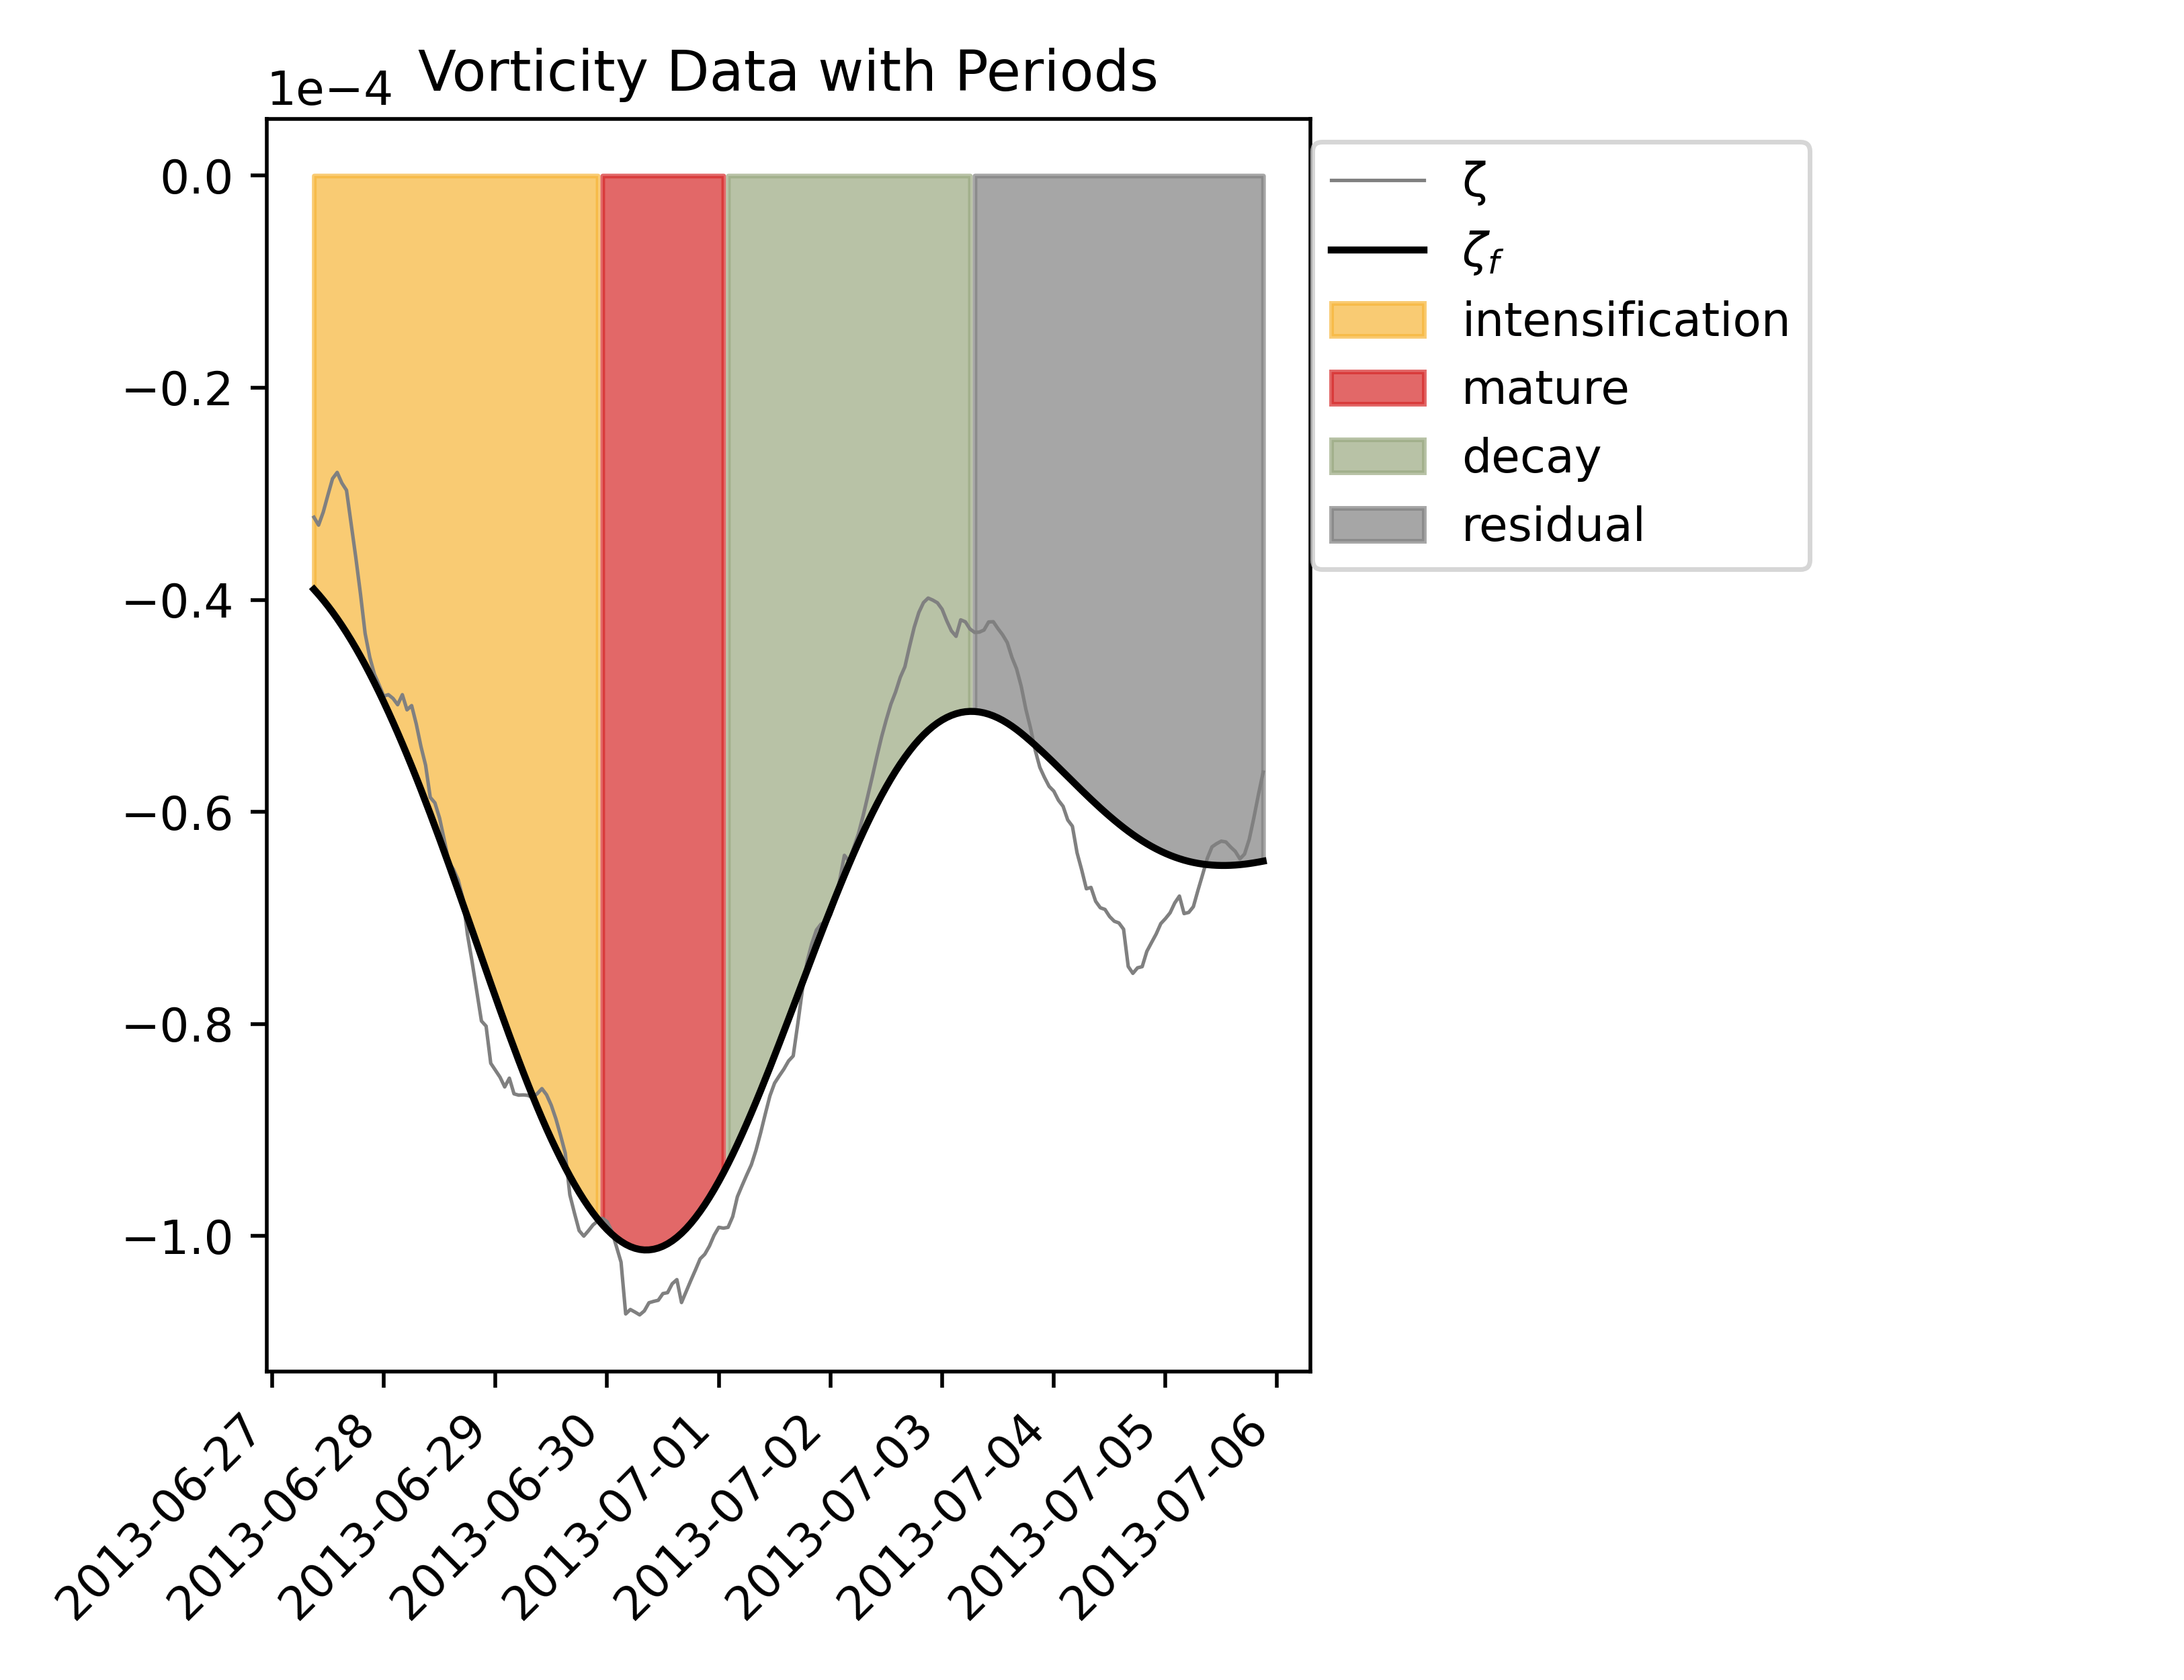 Vorticity Data with Periods
1e−4
0.0
−0.2
−0.4
−0.6
−0.8
−1.0
2013-06-27
2013-06-28
2013-06-29
2013-06-30
2013-07-01
2013-07-02
2013-07-03
2013-07-04
2013-07-05
2013-07-06
ζ
ζf
intensification
mature
decay
residual